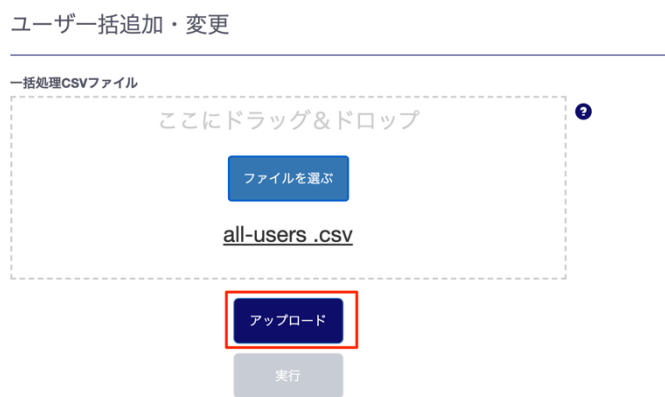 ユーザ一括追加・変更
一括処理CSVファイル
ここにドラッグ＆ドロップ
?
ファイルを選ぶ
all-users .csv
アップロード
実行